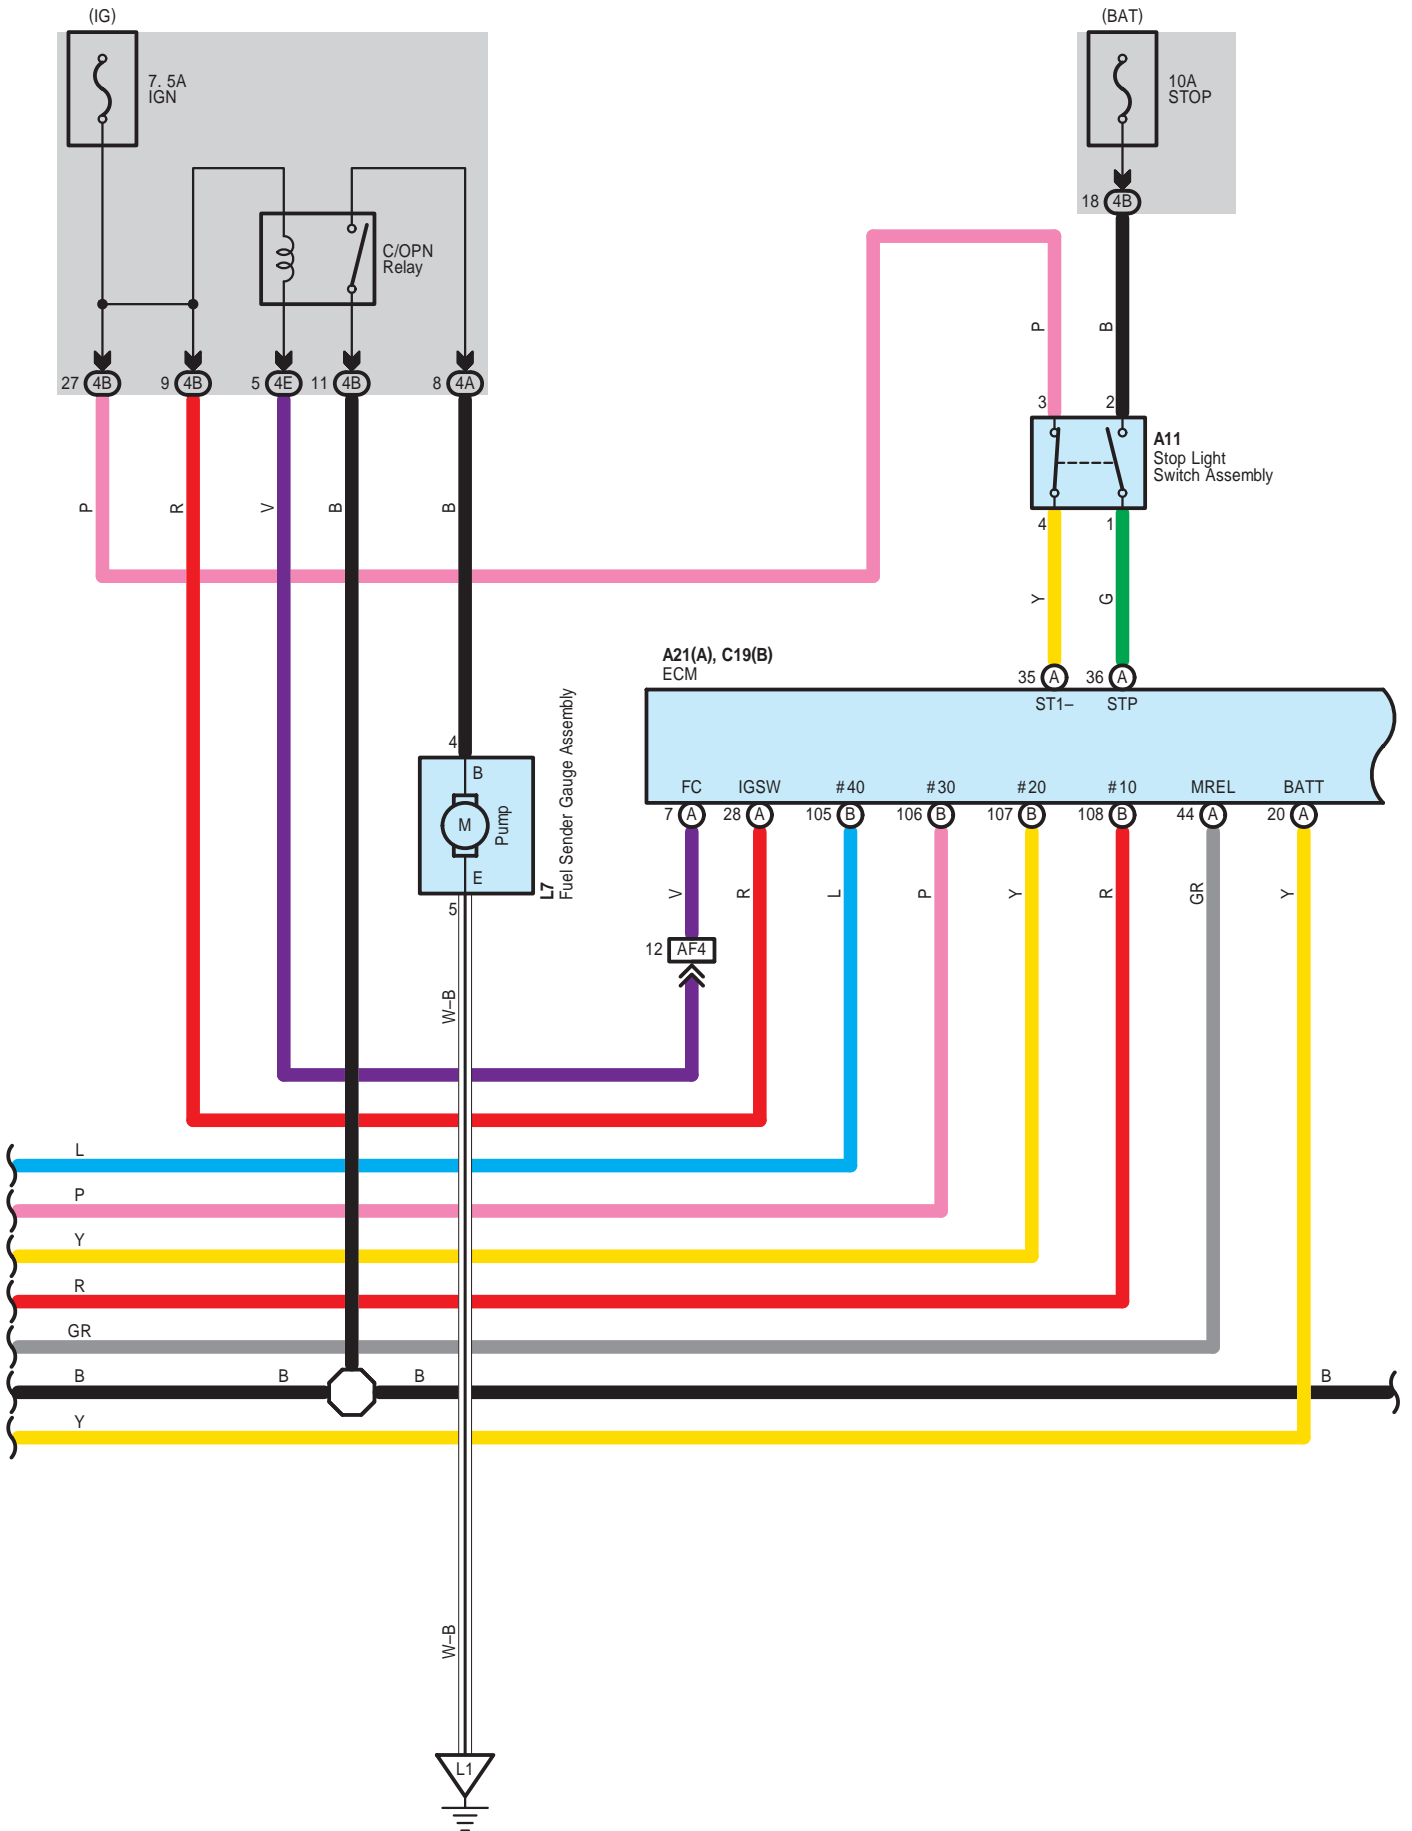 (IG)
(BAT)
7. 5A
IGN
10A
STOP
18 4B
C/OPN
Relay
P
B
27 4B
9 4B
5 4E
11 4B
8 4A
3
2
A11
Stop Light
Switch Assembly
P
R
V
B
B
4
1
Y
G
A21(A), C19(B)
ECM
35 A
36 A
ST1–
STP
4
B
M
Pump
E
5
L7
Fuel Sender Gauge Assembly
FC
IGSW
#40
#30
#20
#10
MREL
BATT
7 A
28 A
105 B
106 B
107 B
108 B
44 A
20 A
V
R
L
P
Y
R
GR
Y
12 AF4
W–B
L
P
Y
R
GR
B
B
B
B
Y
W–B
L1